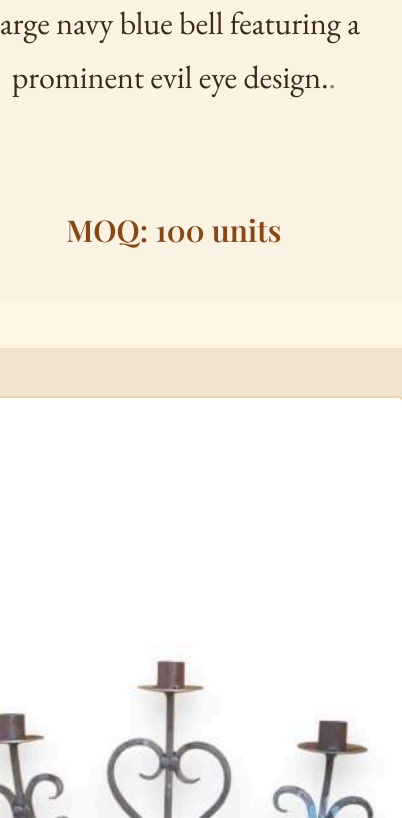 arge navy blue bell featuring a
prominent evil eye design..
MOQ: 100 units